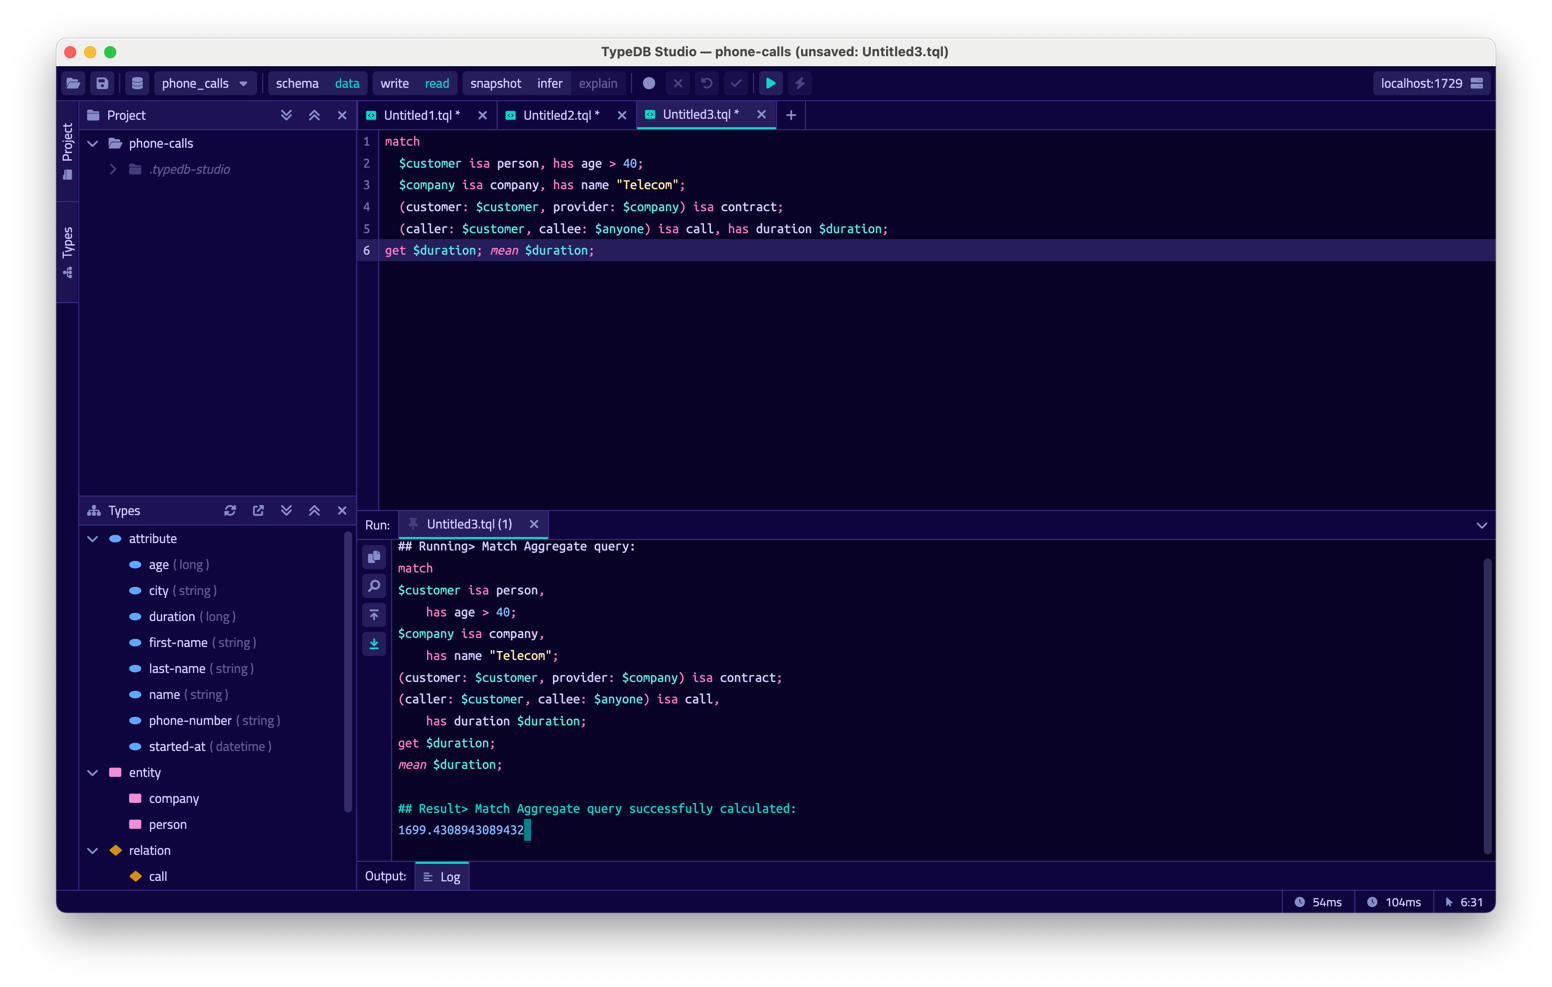 TypeDB Studio — phone-calls (unsaved: Untitled3.tql)
phone_calls schema data write read snapshot infer explain localhost:1729
Project
Types
Project
phone-calls
.typedb-studio
Untitled1.tql * Untitled2.tql * Untitled3.tql * +
1 match
2 $customer isa person, has age > 40;
3 $company isa company, has name "Telecom";
4 (customer: $customer, provider: $company) isa contract;
5 (caller: $customer, callee: $anyone) isa call, has duration $duration;
6 get $duration; mean $duration;
Types
attribute
age (long)
city (string)
duration (long)
first-name (string)
last-name (string)
name (string)
phone-number (string)
started-at (datetime)
entity
company
person
relation
call
Run: Untitled3.tql (1)
## Running> Match Aggregate query:
match
$customer isa person,
has age > 40;
$company isa company,
has name "Telecom";
(customer: $customer, provider: $company) isa contract;
(caller: $customer, callee: $anyone) isa call,
has duration $duration;
get $duration;
mean $duration;
## Result> Match Aggregate query successfully calculated:
1699.4308943089432
Output: Log
54ms 104ms 6:31